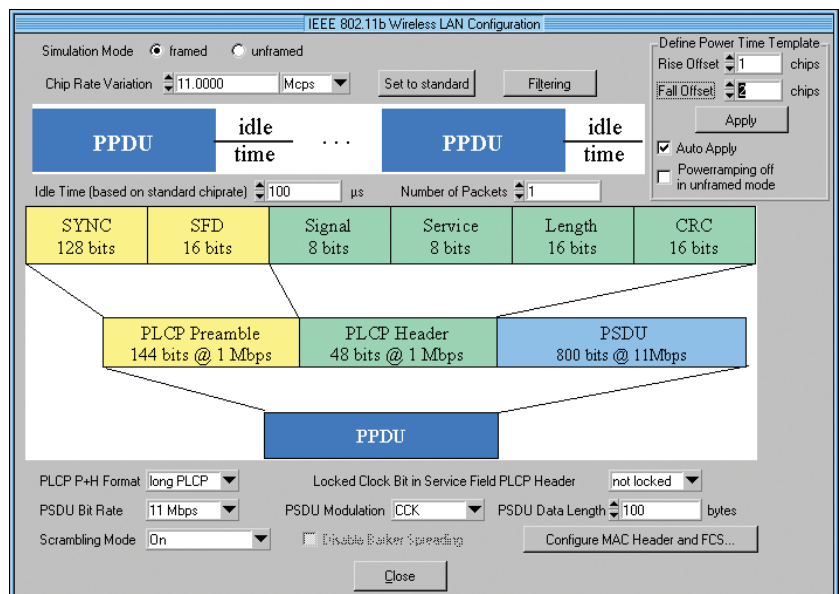 IEEE 802.11b Wireless LAN Configuration
Simulation Mode framed unframed
Chip Rate Variation 11.0000 Mcps Set to standard Filtering
Define Power Time Template
Rise Offset 1 chips
Fall Offset 2 chips
Apply
Auto Apply
Powerramping off
in unframed mode
PPDU idle time ... PPDU idle time
Idle Time (based on standard chiprate) 100 µs Number of Packets 1
SYNC SFD Signal Service Length CRC
128 bits 16 bits 8 bits 8 bits 16 bits 16 bits
PLCP Preamble PLCP Header PSDU
144 bits @ 1 Mbps 48 bits @ 1 Mbps 800 bits @ 11Mbps
PPDU
PLCP P+H Format long PLCP Locked Clock Bit in Service Field PLCP Header not locked
PSDU Bit Rate 11 Mbps PSDU Modulation CCK PSDU Data Length 100 bytes
Scrambling Mode On Disable Barker Spreading Configure MAC Header and FCS...
Close